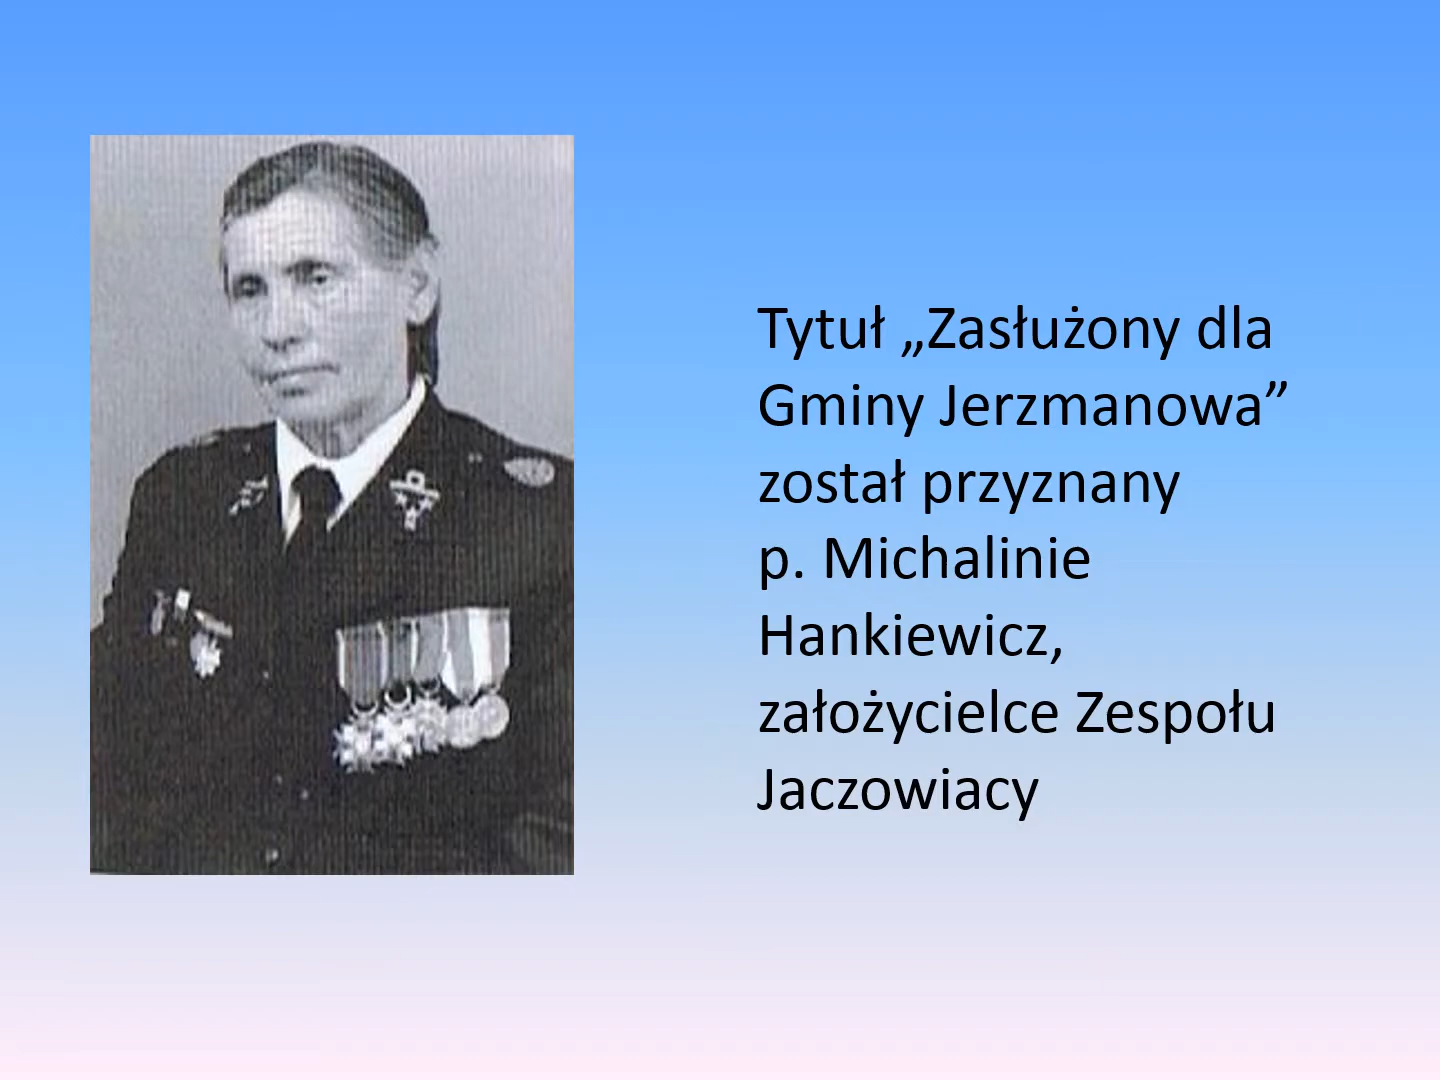 Tytuł „Zasłużony dla
Gminy Jerzmanowa”
został przyznany
p. Michalinie
Hankiewicz,
założycielce Zespołu
Jaczowiacy